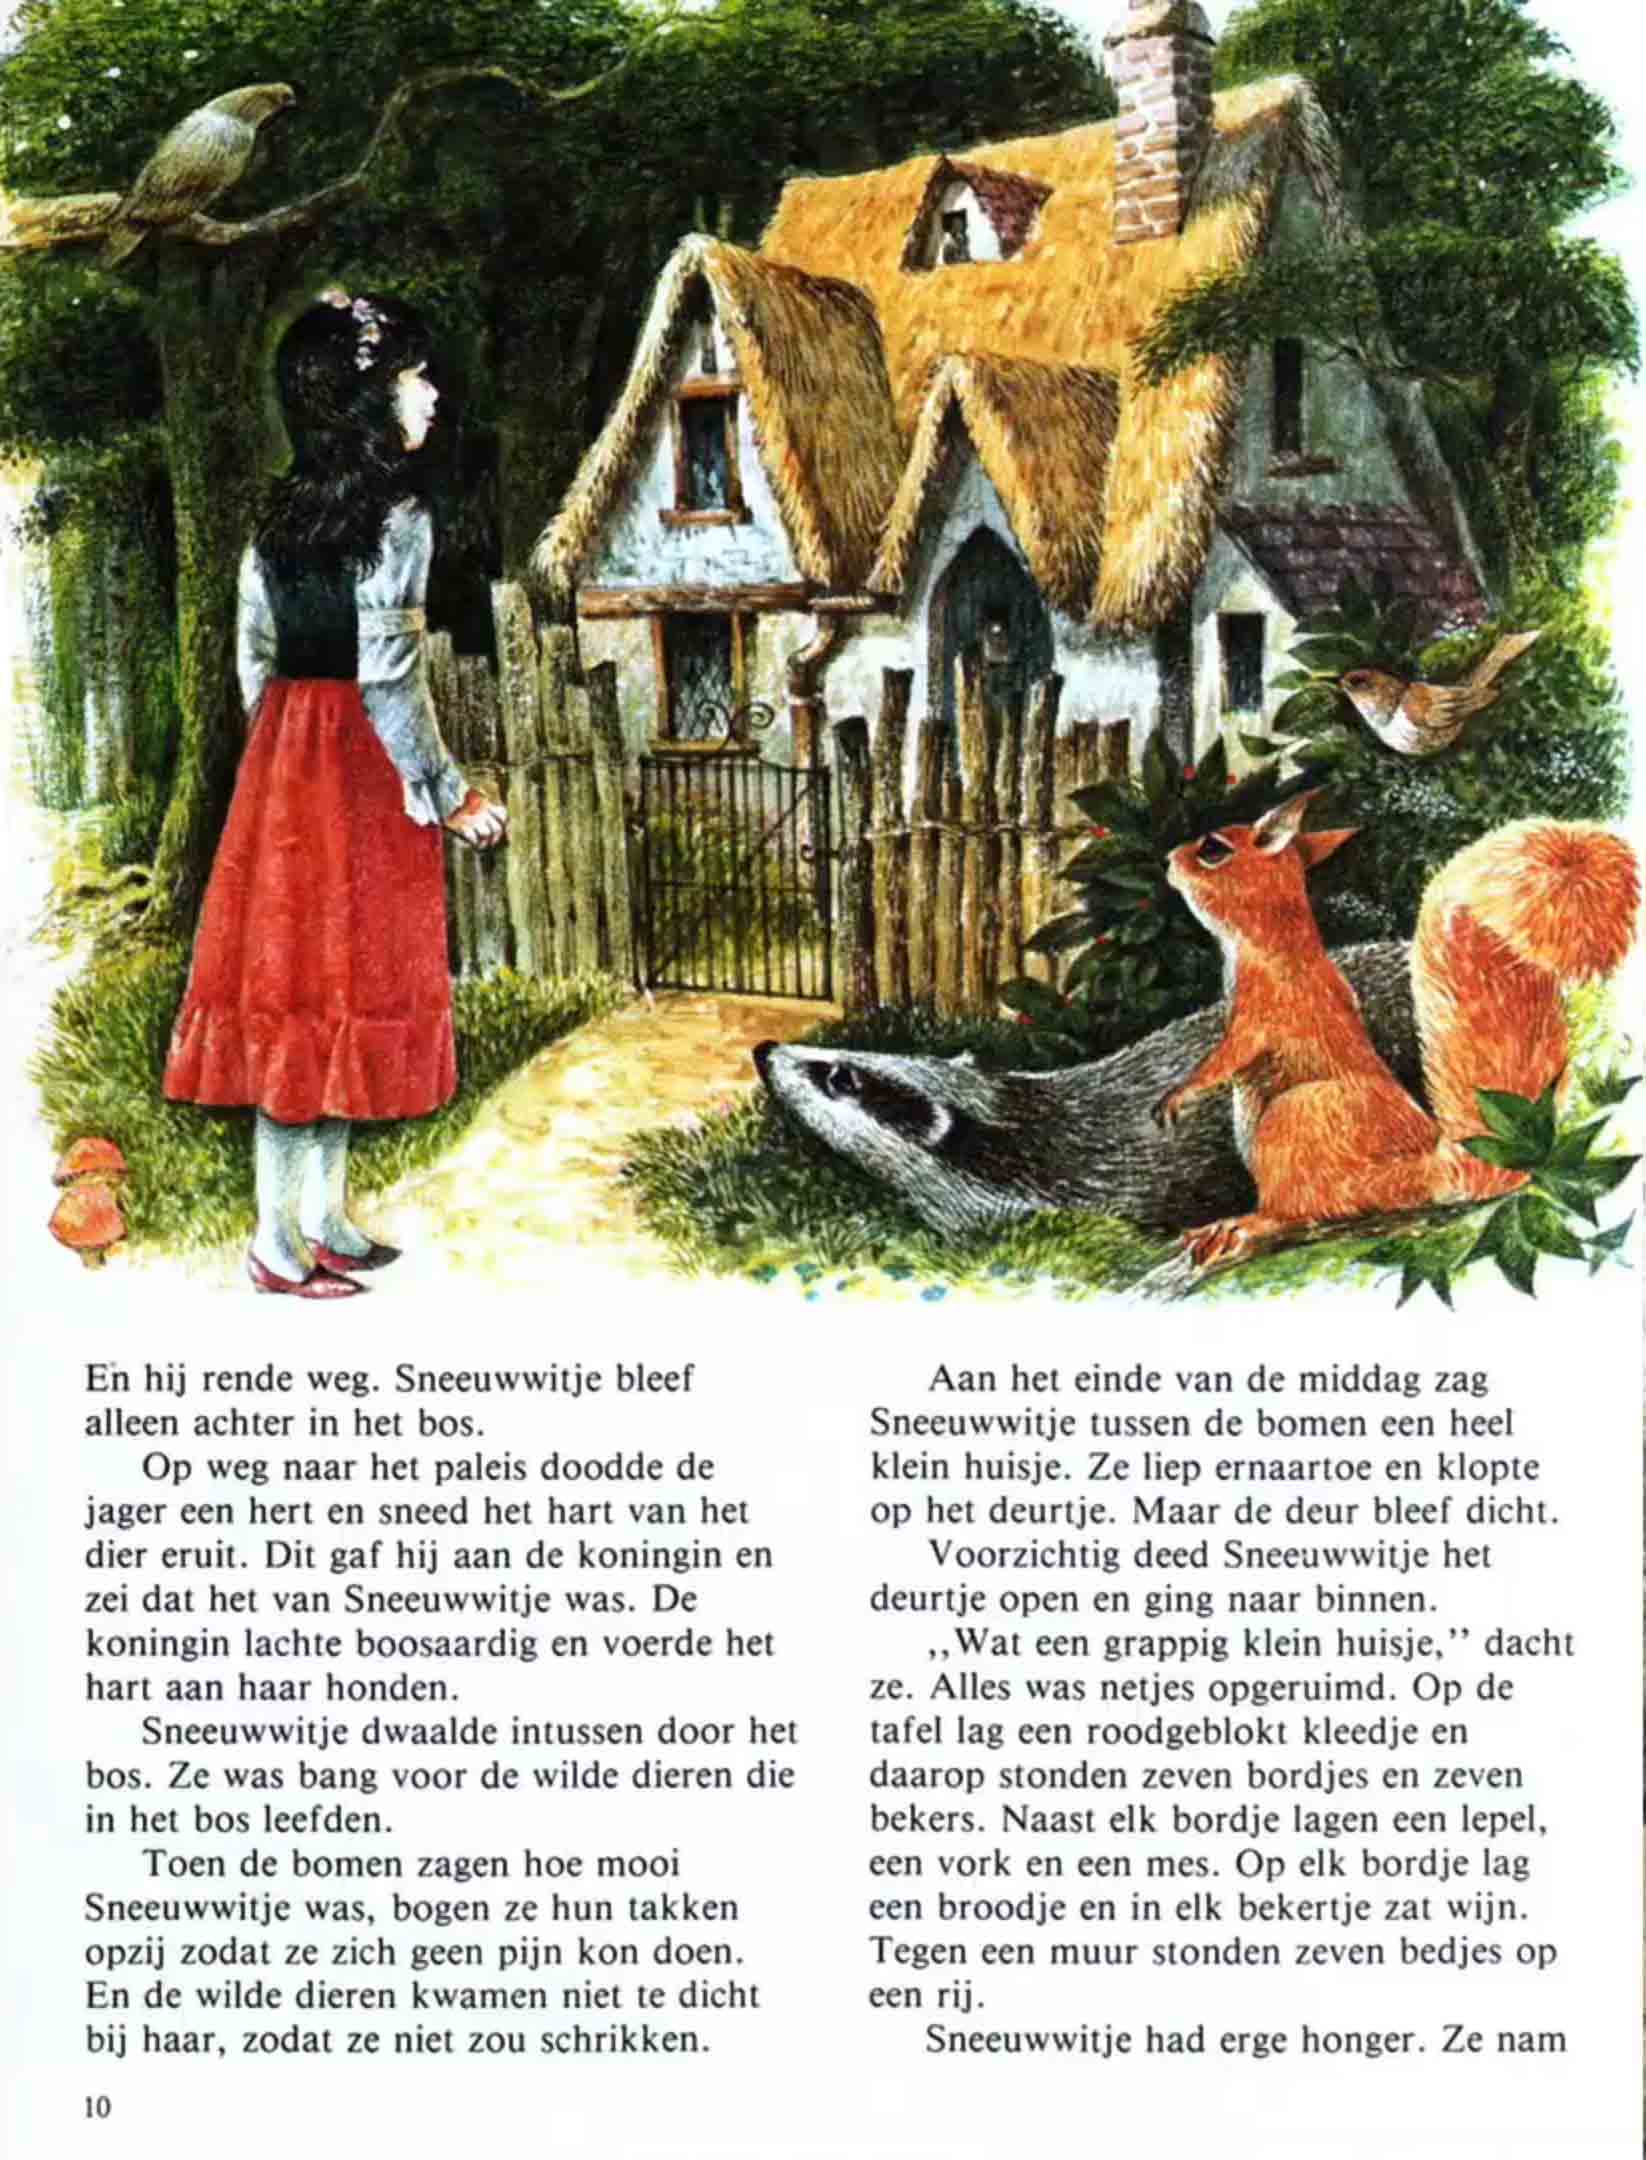 En hij rende weg. Sneeuwwitje bleef
alleen achter in het bos.
Op weg naar het paleis doodde de
jager een hert en sneed het hart van het
dier eruit. Dit gaf hij aan de koningin en
zei dat het van Sneeuwwitje was. De
koningin lachte boosaardig en voerde het
hart aan haar honden.
Sneeuwwitje dwaalde intussen door het
bos. Ze was bang voor de wilde dieren die
in het bos leefden.
Toen de bomen zagen hoe mooi
Sneeuwwitje was, bogen ze hun takken
opzij zodat ze zich geen pijn kon doen.
En de wilde dieren kwamen niet te dicht
bij haar, zodat ze niet zou schrikken.
Aan het einde van de middag zag
Sneeuwwitje tussen de bomen een heel
klein huisje. Ze liep ernaartoe en klopte
op het deurtje. Maar de deur bleef dicht.
Voorzichtig deed Sneeuwwitje het
deurtje open en ging naar binnen.
,,Wat een grappig klein huisje,'' dacht
ze. Alles was netjes opgeruimd. Op de
tafel lag een roodgeblokt kleedje en
daarop stonden zeven bordjes en zeven
bekers. Naast elk bordje lagen een lepel,
een vork en een mes. Op elk bordje lag
een broodje en in elk bekertje zat wijn.
Tegen een muur stonden zeven bedjes op
een rij.
Sneeuwwitje had erge honger. Ze nam
10